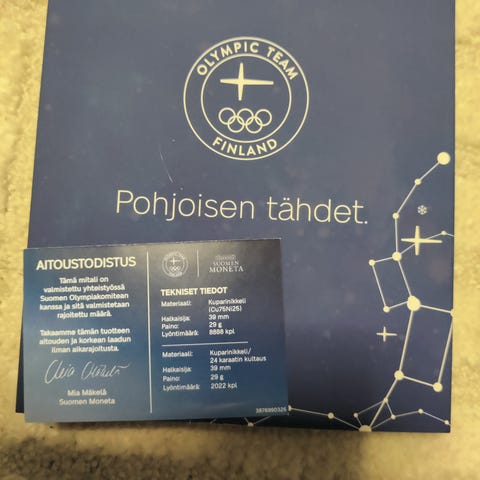 OLYMPIC TEAM
FINLAND
Pohjoisen tähdet.
AITOUSTODISTUS
Tämä mitali on
valmistettu yhteistyössä
Suomen Olympiakomitean
kanssa ja sitä valmistetaan
rajoitettu määrä.
Takaamme tämän tuotteen
aitouden ja korkean laadun
ilman aikarajoitusta.
Mia Mäkelä
Suomen Moneta
SUOMEN
MONETA
TEKNISET TIEDOT
Materiaali: Kuparinikkeli
(Cu75Ni25)
Halkaisija: 39 mm
Paino: 29 g
Lyöntimäärä: 8888 kpl
Materiaali: Kuparinikkeli/
24 karaatin kultaus
Halkaisija: 39 mm
Paino: 29 g
Lyöntimäärä: 2022 kpl
3978990325